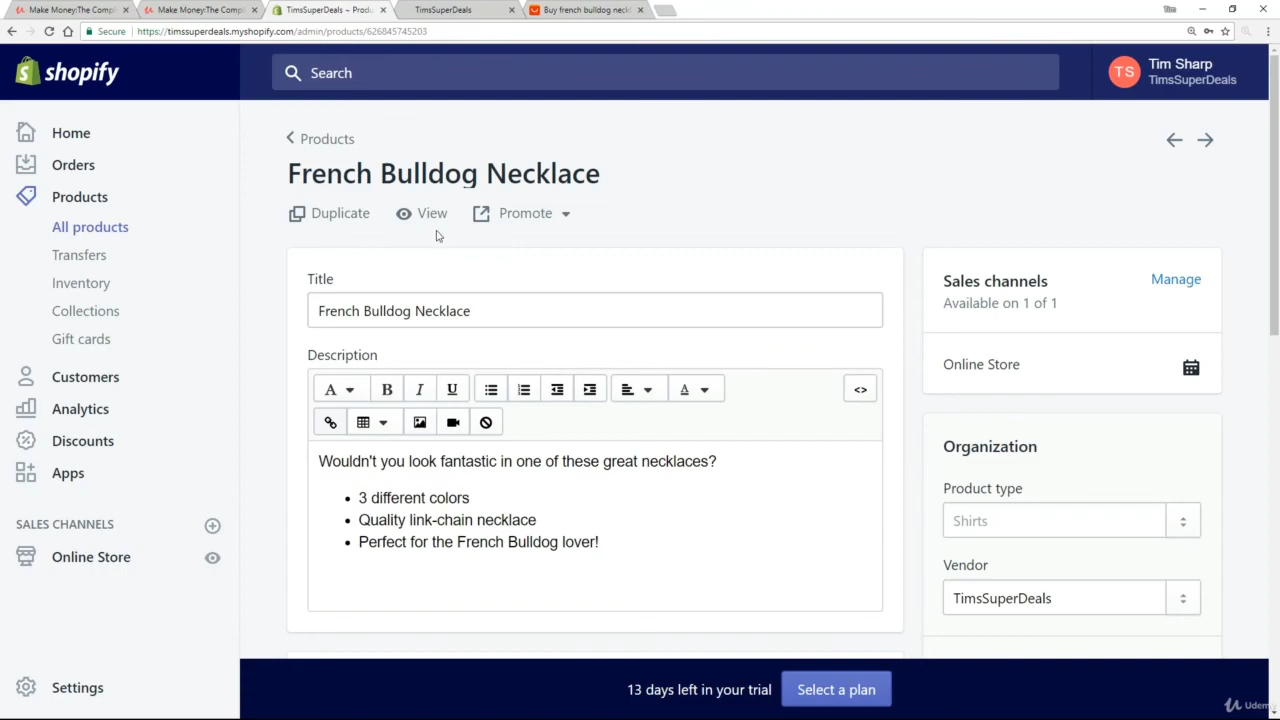 Make Money:The Compl
Make Money:The Compl
TimsSuperDeals ~ Produ
TimsSuperDeals
Buy french bulldog neckl
Tim
Secure
https://timssuperdeals.myshopify.com/admin/products/626845745203
shopify
Search
TS
Tim Sharp
TimsSuperDeals
Home
Orders
Products
All products
Transfers
Inventory
Collections
Gift cards
Customers
Analytics
Discounts
Apps
SALES CHANNELS
Online Store
Settings
Products
French Bulldog Necklace
Duplicate
View
Promote
Title
French Bulldog Necklace
Description
A
B
I
U
A
<>
Wouldn't you look fantastic in one of these great necklaces?
• 3 different colors
• Quality link-chain necklace
• Perfect for the French Bulldog lover!
Sales channels
Manage
Available on 1 of 1
Online Store
Organization
Product type
Shirts
Vendor
TimsSuperDeals
13 days left in your trial
Select a plan
Udemy